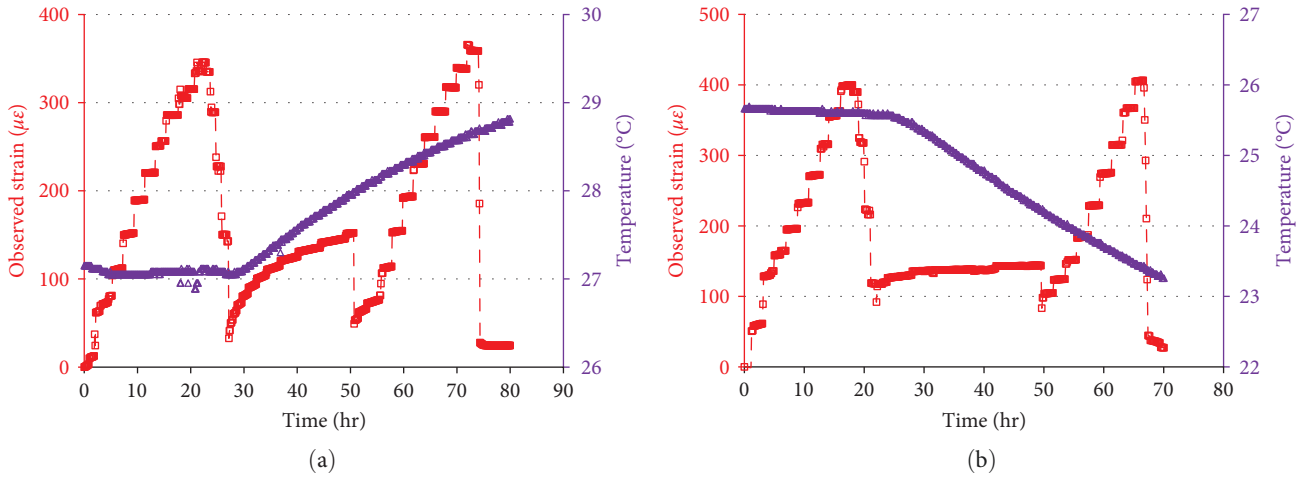 400
300
200
100
0
Observed strain (με)
30
29
28
27
26
Temperature (°C)
0 10 20 30 40 50 60 70 80 90
Time (hr)
(a)
500
400
300
200
100
0
Observed strain (με)
27
26
25
24
23
22
Temperature (°C)
0 10 20 30 40 50 60 70 80
Time (hr)
(b)